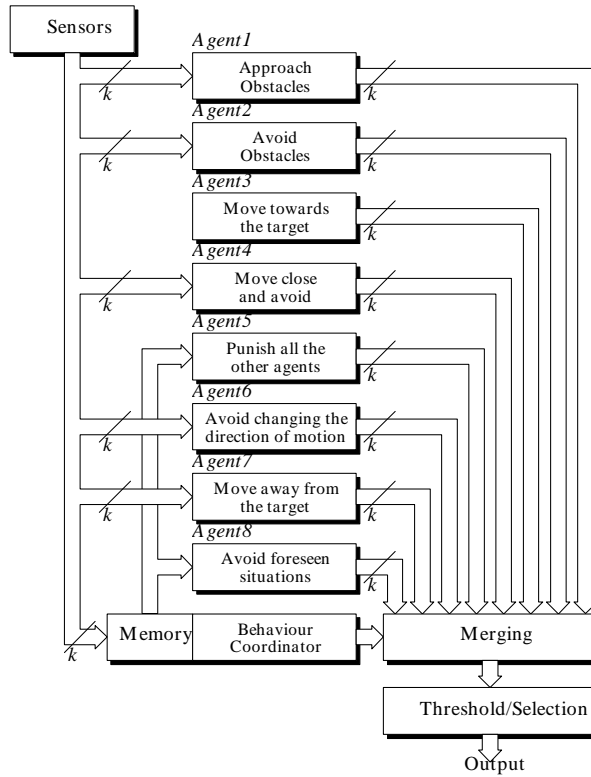 Sensors
Agent1
Approach
Obstacles
k
k
Agent2
Avoid
Obstacles
k
k
Agent3
Move towards
the target
k
Agent4
Move close
and avoid
k
k
Agent5
Punish all the
other agents
k
Agent6
Avoid changing the
direction of motion
k
k
Agent7
Move away from
the target
k
k
Agent8
Avoid foreseen
situations
k
Memory
Behaviour
Coordinator
Merging
k
Threshold/Selection
Output